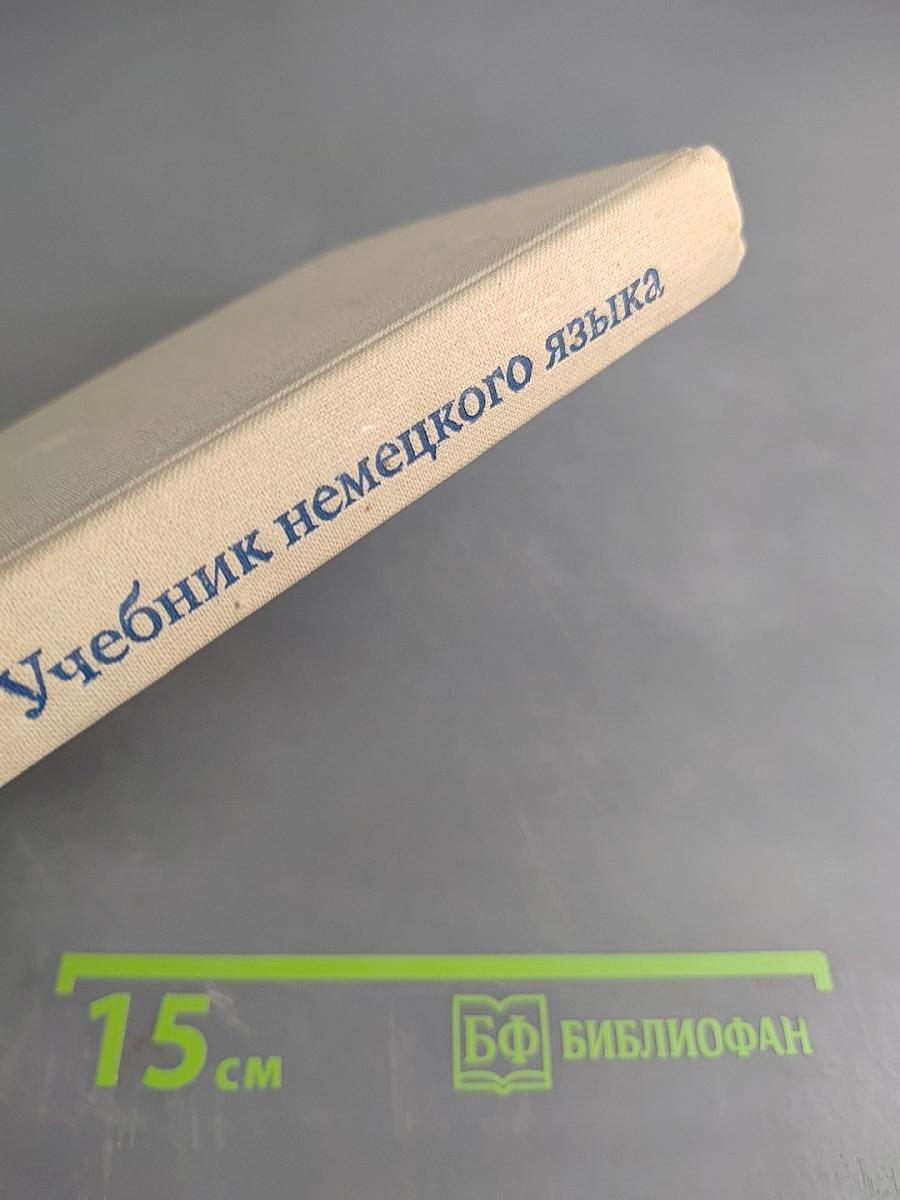 Учебник немецкого языка
15 см
БФ БИБЛИОФАН